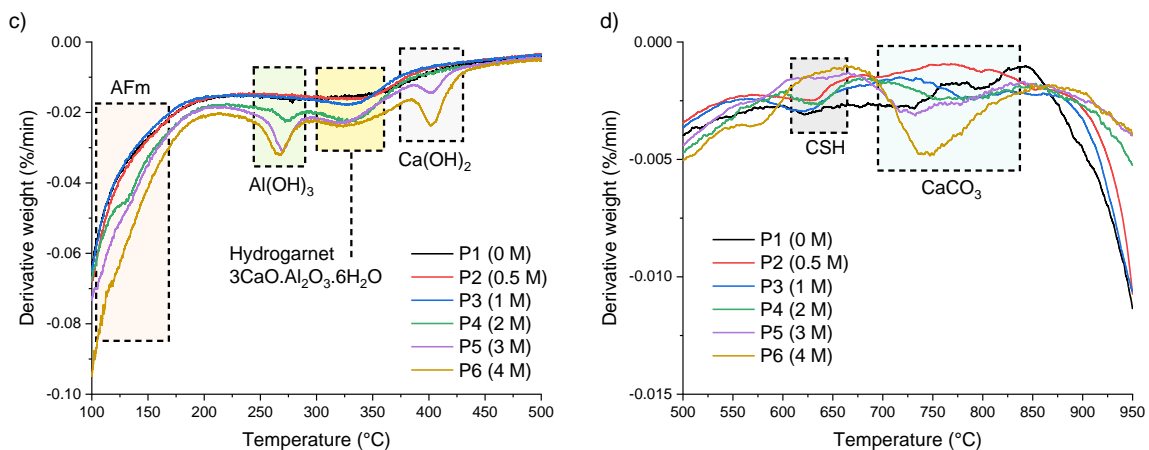 c)
0.00
-0.02
-0.04
-0.06
-0.08
-0.10
Derivative weight (%/min)
AFm
Al(OH)3
Ca(OH)2
Hydrogarnet
3CaO.Al2O3.6H2O
P1 (0 M)
P2 (0.5 M)
P3 (1 M)
P4 (2 M)
P5 (3 M)
P6 (4 M)
100 150 200 250 300 350 400 450 500
Temperature (°C)
d)
0.000
-0.005
-0.010
-0.015
Derivative weight (%/min)
CSH
CaCO3
P1 (0 M)
P2 (0.5 M)
P3 (1 M)
P4 (2 M)
P5 (3 M)
P6 (4 M)
500 550 600 650 700 750 800 850 900 950
Temperature (°C)